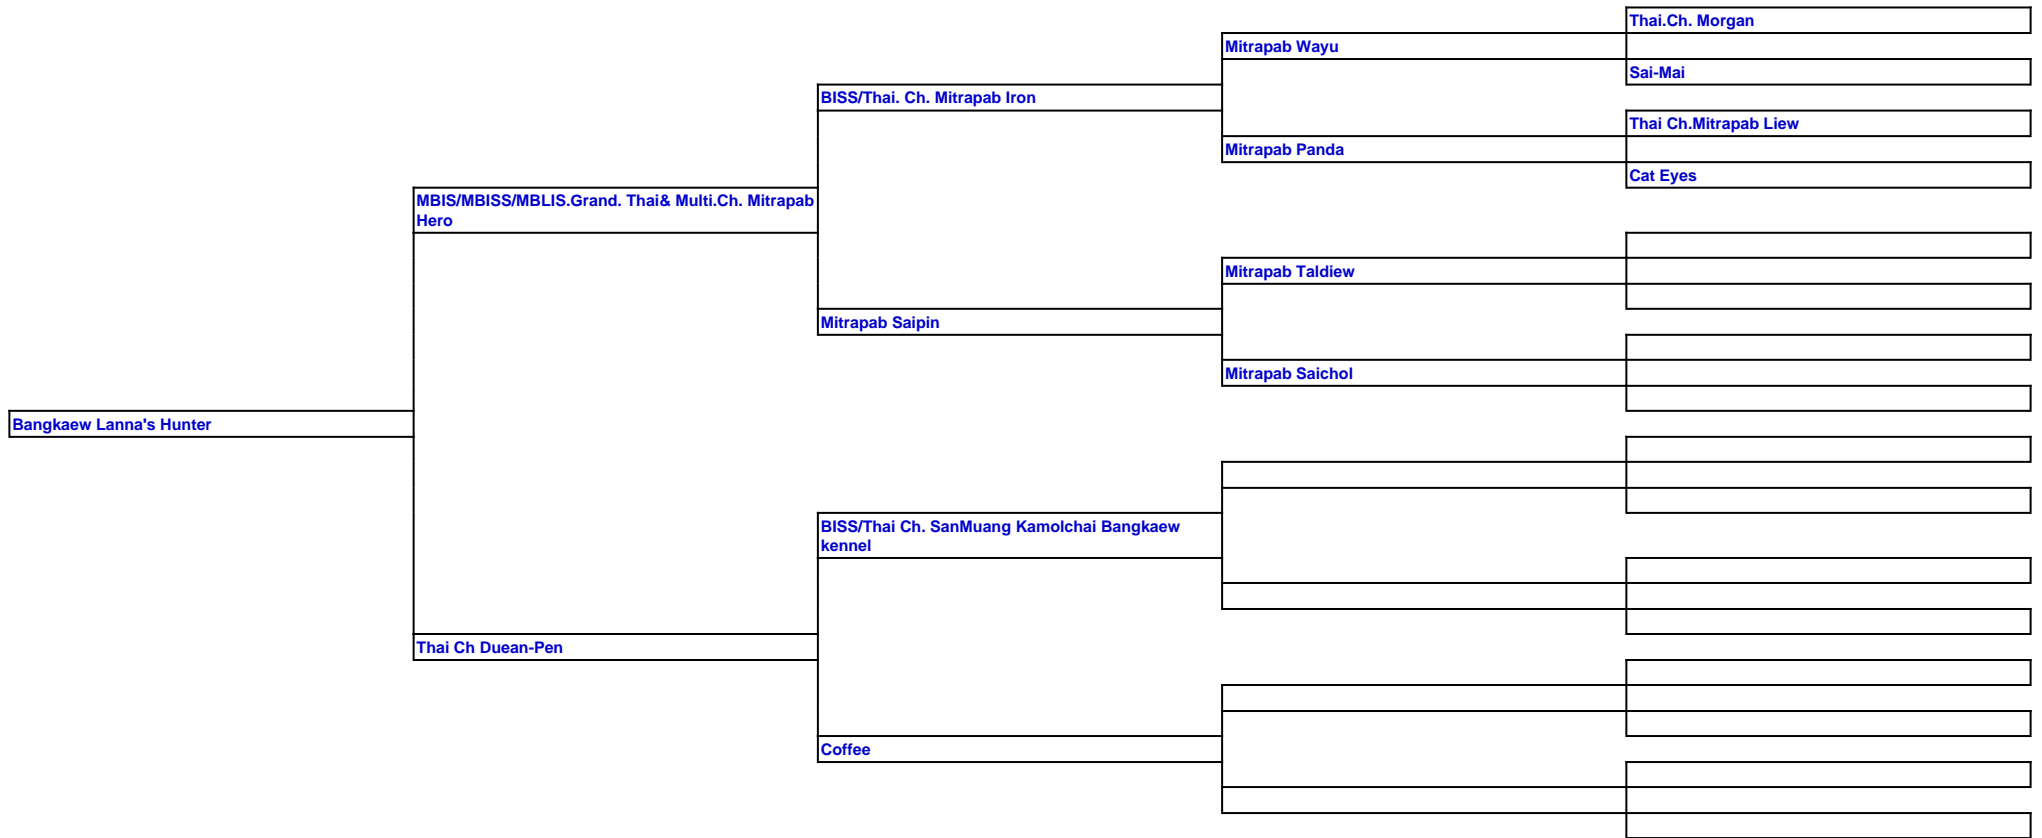 Thai.Ch. Morgan
Mitrapab Wayu
Sai-Mai
BISS/Thai. Ch. Mitrapab Iron
Thai Ch.Mitrapab Liew
Mitrapab Panda
Cat Eyes
MBIS/MBISS/MBLIS.Grand. Thai& Multi.Ch. Mitrapab
Hero
Mitrapab Taldiew
Mitrapab Saipin
Mitrapab Saichol
Bangkaew Lanna's Hunter
BISS/Thai Ch. SanMuang Kamolchai Bangkaew
kennel
Thai Ch Duean-Pen
Coffee